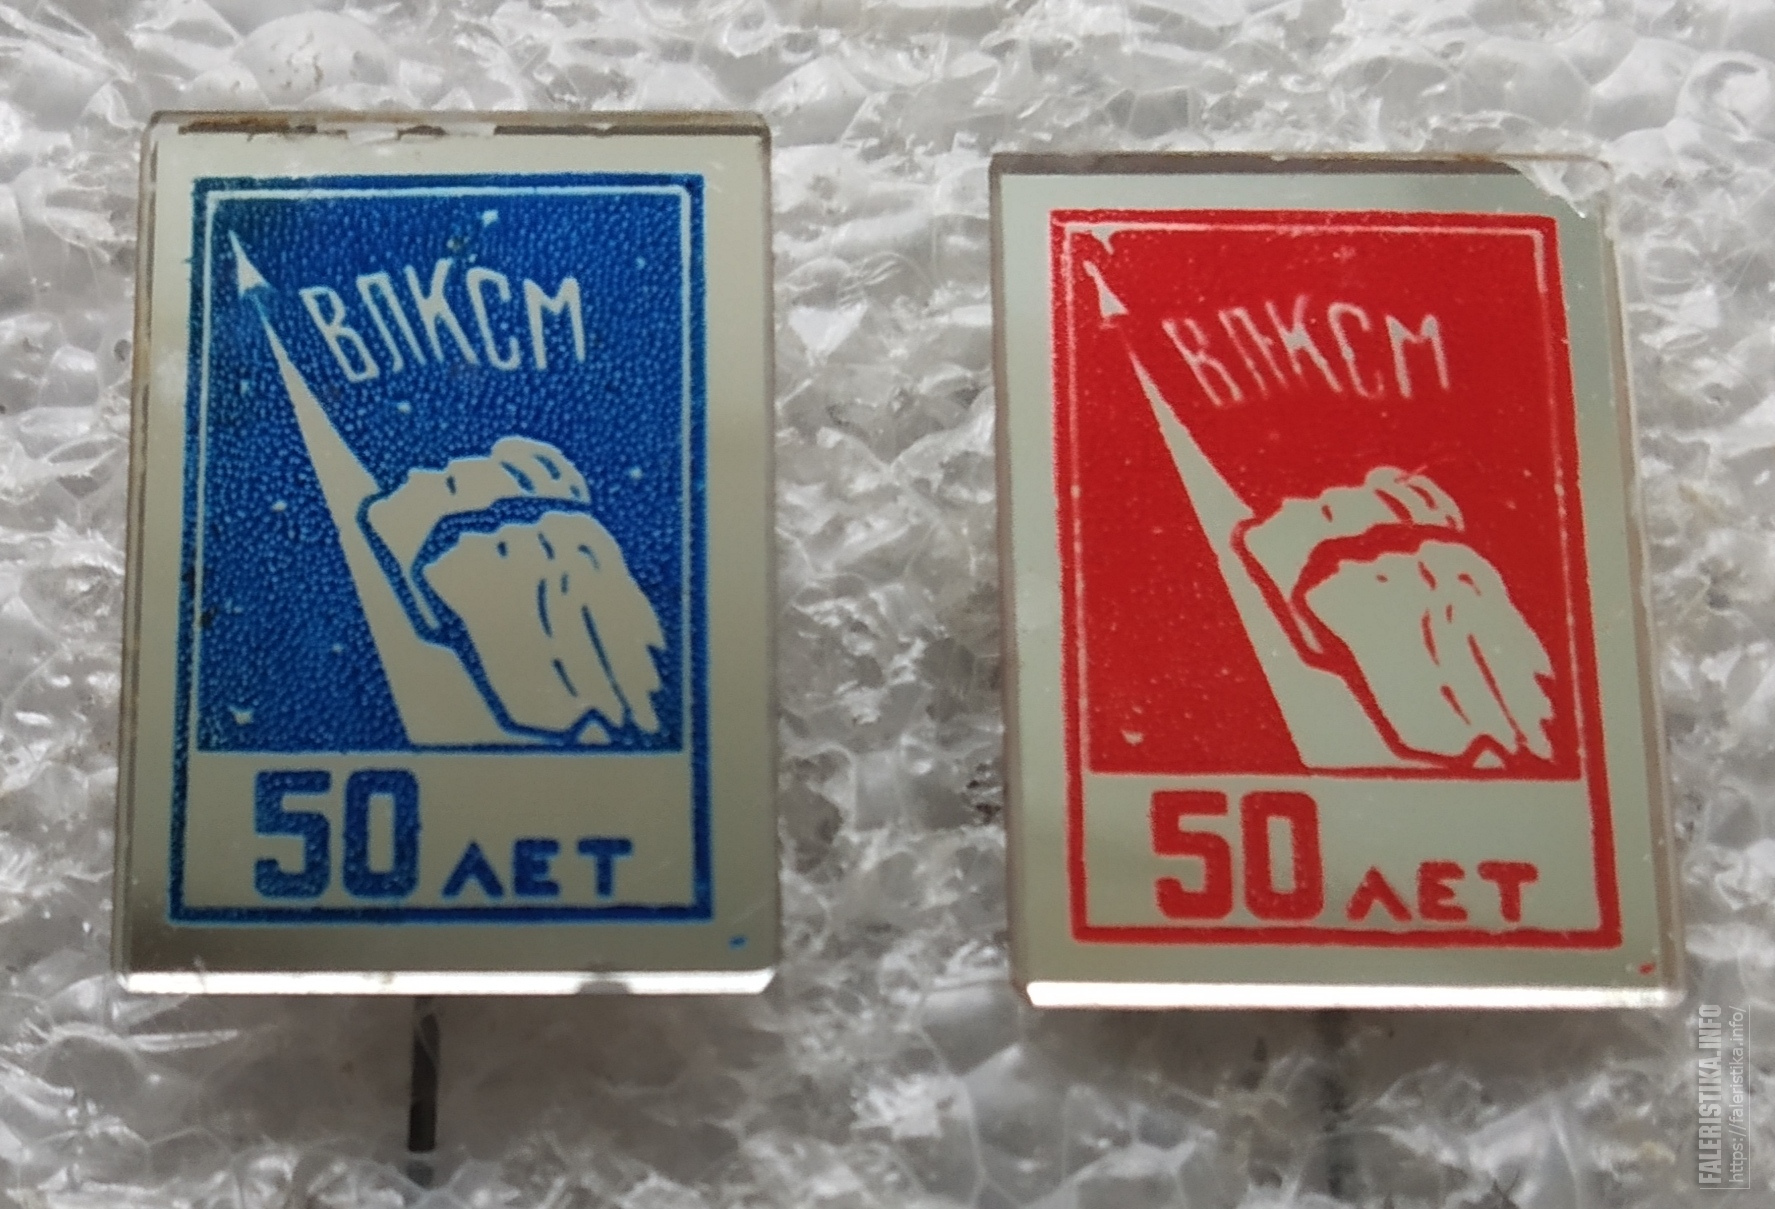 ВЛКСМ
50 ЛЕТ
ВЛКСМ
50 ЛЕТ
FALERISTIKA.INFO
https://faleristika.info/